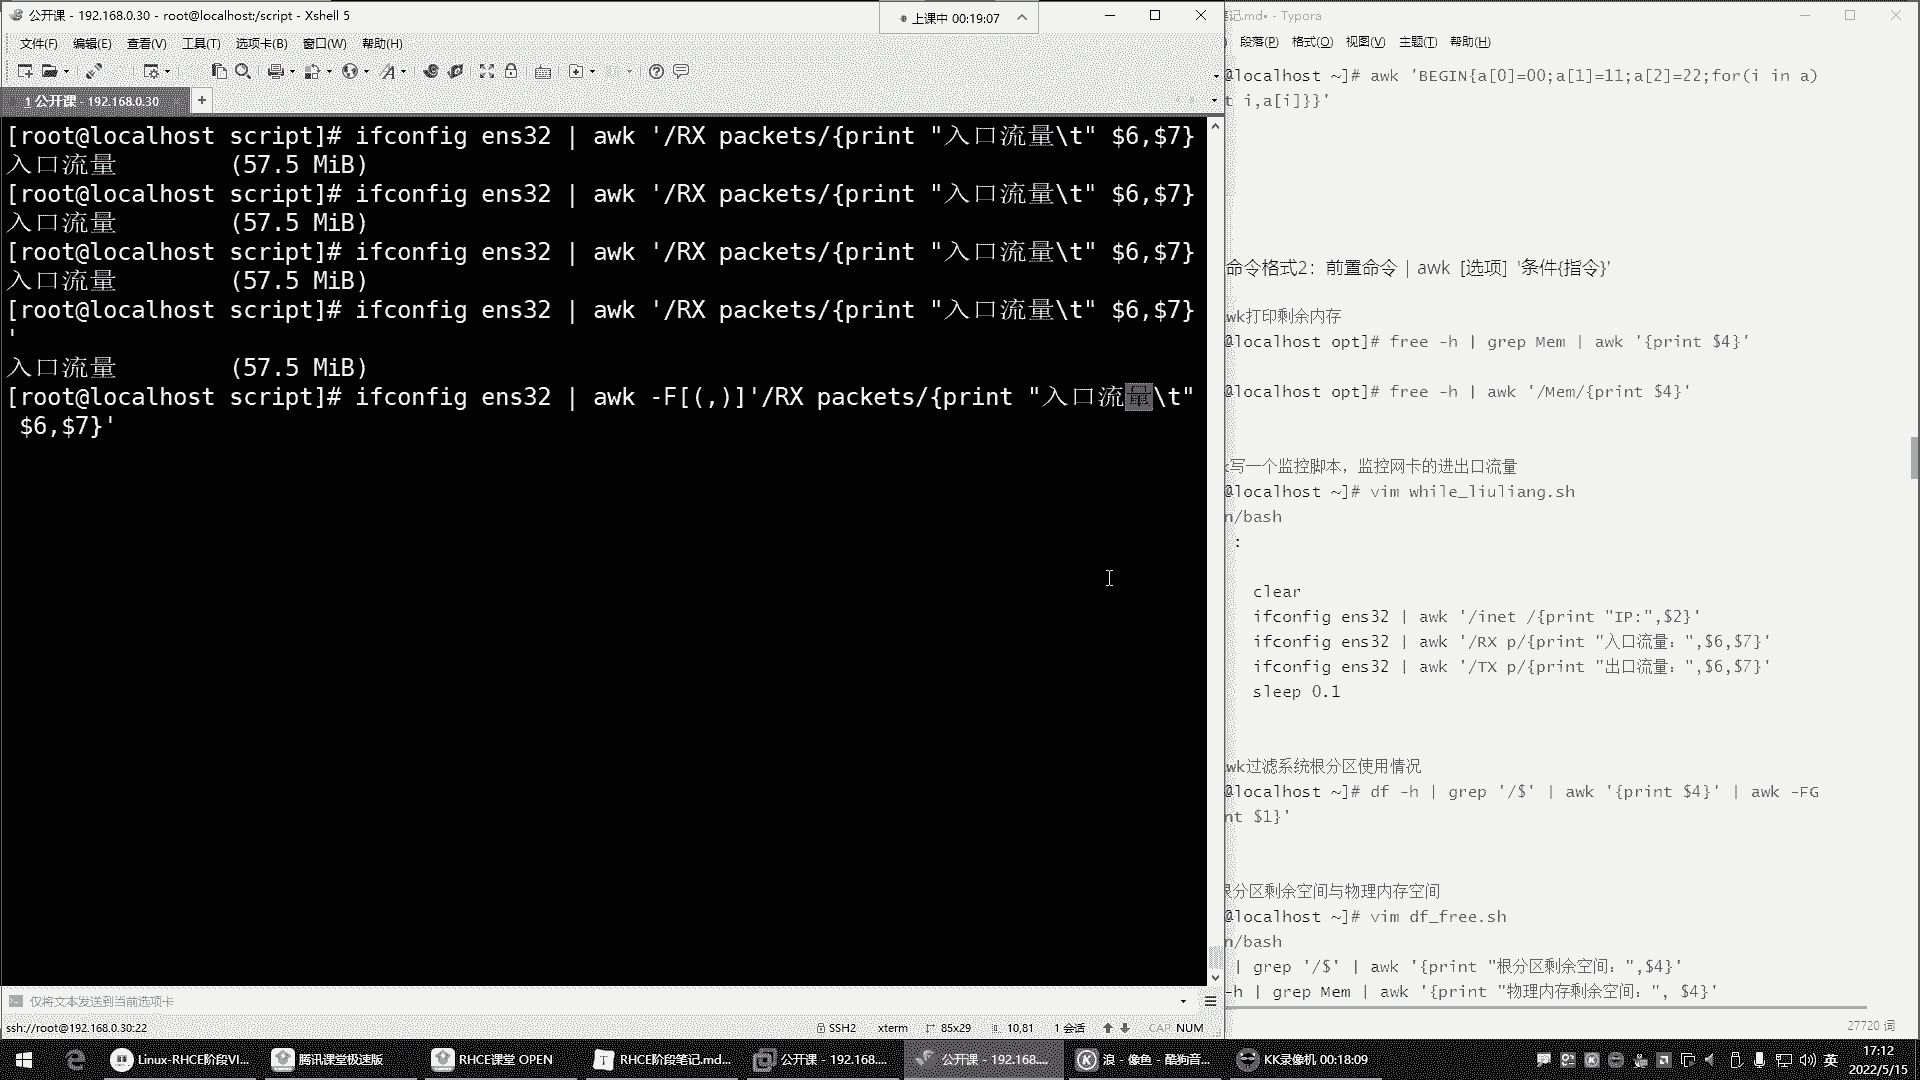 公开课 - 192.168.0.30 - root@localhost:/script - Xshell 5
上课中 00:19:07
文件(F) 编辑(E) 查看(V) 工具(T) 选项卡(B) 窗口(W) 帮助(H)
1 公开课 - 192.168.0.30
[root@localhost script]# ifconfig ens32 | awk '/RX packets/{print "入口流量\t" $6,$7}
入口流量 (57.5 MiB)
[root@localhost script]# ifconfig ens32 | awk '/RX packets/{print "入口流量\t" $6,$7}
入口流量 (57.5 MiB)
[root@localhost script]# ifconfig ens32 | awk '/RX packets/{print "入口流量\t" $6,$7}
入口流量 (57.5 MiB)
[root@localhost script]# ifconfig ens32 | awk '/RX packets/{print "入口流量\t" $6,$7}
'
入口流量 (57.5 MiB)
[root@localhost script]# ifconfig ens32 | awk -F[(,)]'/RX packets/{print "入口流量\t"
$6,$7}'
仅将文本发送到当前选项卡
ssh://root@192.168.0.30:22 SSH2 xterm 85x29 10,81 1 会话 CAP NUM
笔记.md• - Typora
段落(P) 格式(O) 视图(V) 主题(T) 帮助(H)
@localhost ~]# awk 'BEGIN{a[0]=00;a[1]=11;a[2]=22;for(i in a)
t i,a[i]}}'
命令格式2：前置命令 | awk [选项] '条件{指令}'
wk打印剩余内存
@localhost opt]# free -h | grep Mem | awk '{print $4}'
@localhost opt]# free -h | awk '/Mem/{print $4}'
写一个监控脚本，监控网卡的进出口流量
@localhost ~]# vim while_liuliang.sh
n/bash
:
clear
ifconfig ens32 | awk '/inet /{print "IP:",$2}'
ifconfig ens32 | awk '/RX p/{print "入口流量：",$6,$7}'
ifconfig ens32 | awk '/TX p/{print "出口流量：",$6,$7}'
sleep 0.1
wk过滤系统根分区使用情况
@localhost ~]# df -h | grep '/$' | awk '{print $4}' | awk -FG
nt $1}'
根分区剩余空间与物理内存空间
@localhost ~]# vim df_free.sh
n/bash
| grep '/$' | awk '{print "根分区剩余空间：",$4}'
-h | grep Mem | awk '{print "物理内存剩余空间：", $4}'
27720 词
Linux-RHCE阶段VI... 腾讯课堂极速版 RHCE课堂 OPEN RHCE阶段笔记.md... 公开课 - 192.168.... 公开课 - 192.168.... 浪 - 像鱼 - 酷狗音... KK录像机 00:18:09 英 17:12
2022/5/15